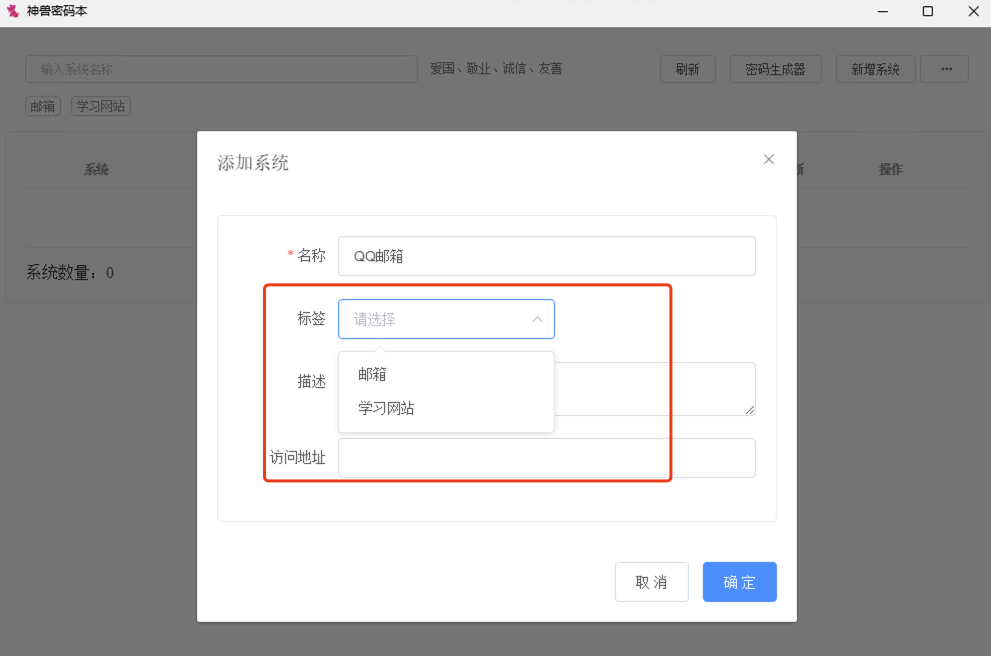 神兽密码本
输入系统名称
爱国、敬业、诚信、友善
刷新
密码生成器
新增系统
邮箱
学习网站
系统
新
操作
系统数量：0
添加系统
* 名称
QQ邮箱
标签
请选择
邮箱
学习网站
描述
访问地址
取消
确定